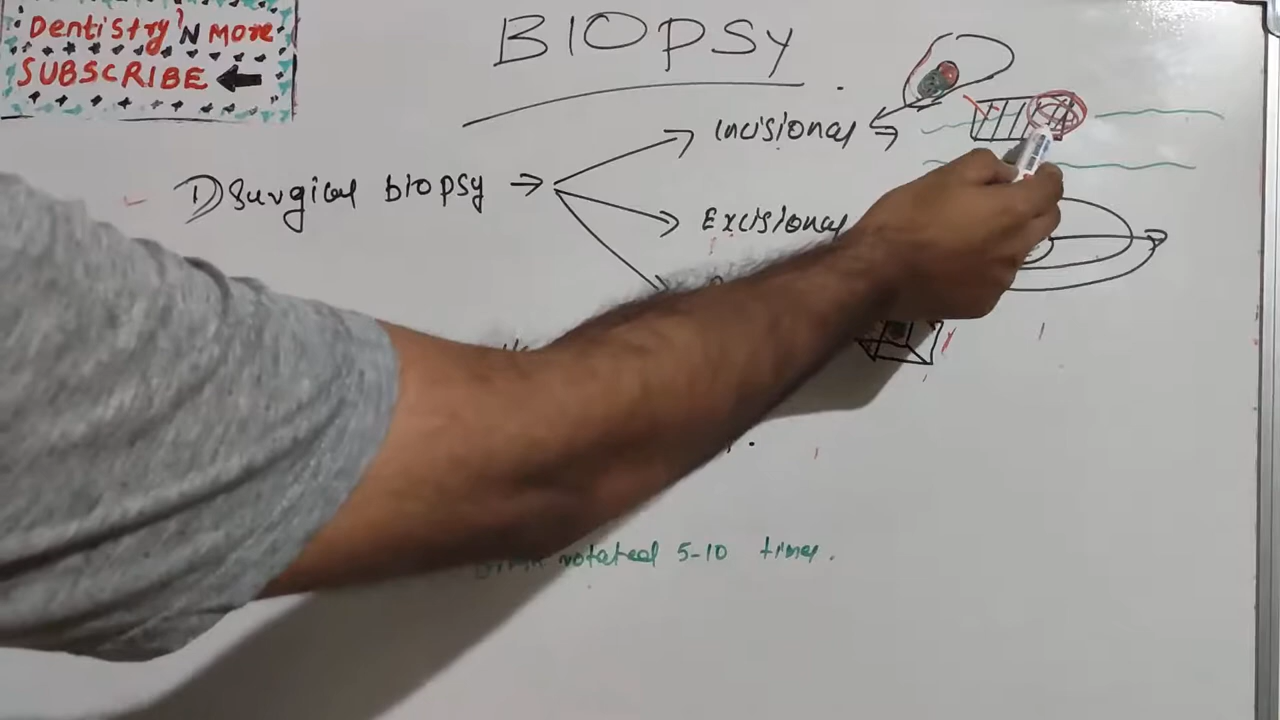 Dentistry'N MORE
SUBSCRIBE
BIOPSY
Incisional
1) Surgical biopsy
Excisional
rotated 5-10 times.